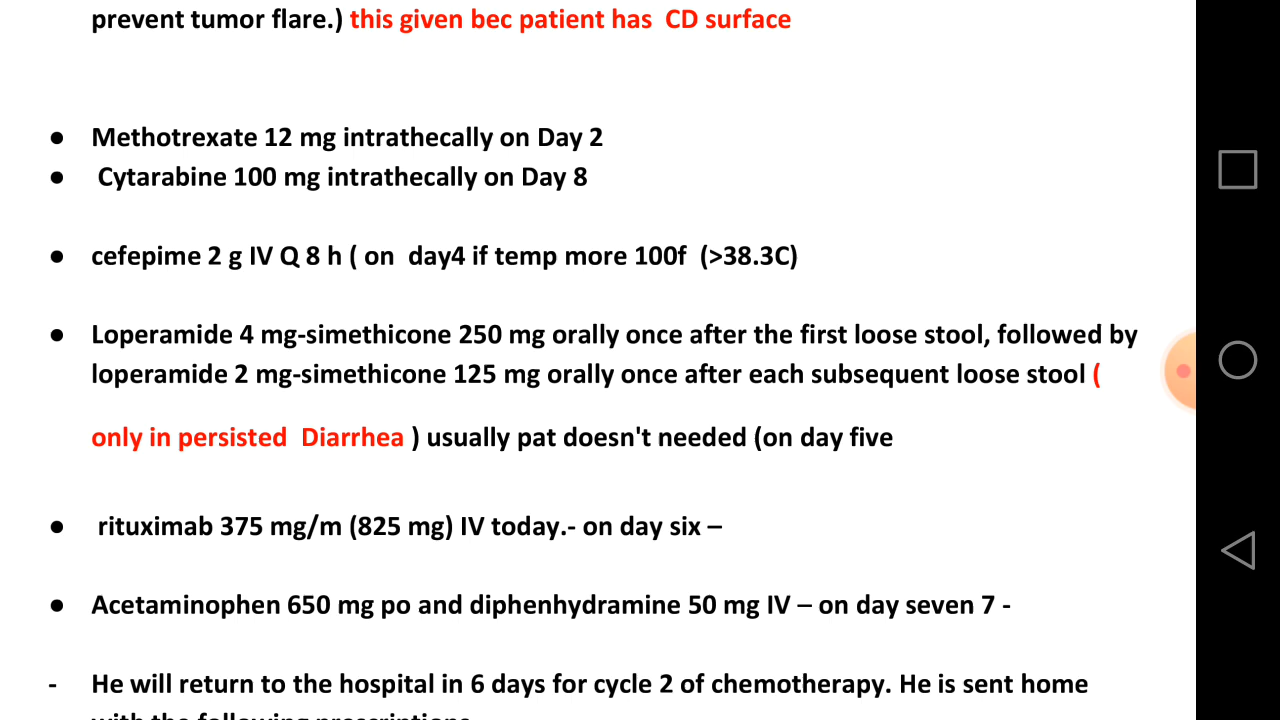 prevent tumor flare.) this given bec patient has  CD surface
● Methotrexate 12 mg intrathecally on Day 2
●  Cytarabine 100 mg intrathecally on Day 8
● cefepime 2 g IV Q 8 h ( on  day4 if temp more 100f  (>38.3C)
● Loperamide 4 mg-simethicone 250 mg orally once after the first loose stool, followed by
loperamide 2 mg-simethicone 125 mg orally once after each subsequent loose stool (
only in persisted  Diarrhea ) usually pat doesn't needed (on day five
●  rituximab 375 mg/m (825 mg) IV today.- on day six –
● Acetaminophen 650 mg po and diphenhydramine 50 mg IV – on day seven 7 -
- He will return to the hospital in 6 days for cycle 2 of chemotherapy. He is sent home
with the following prescriptions